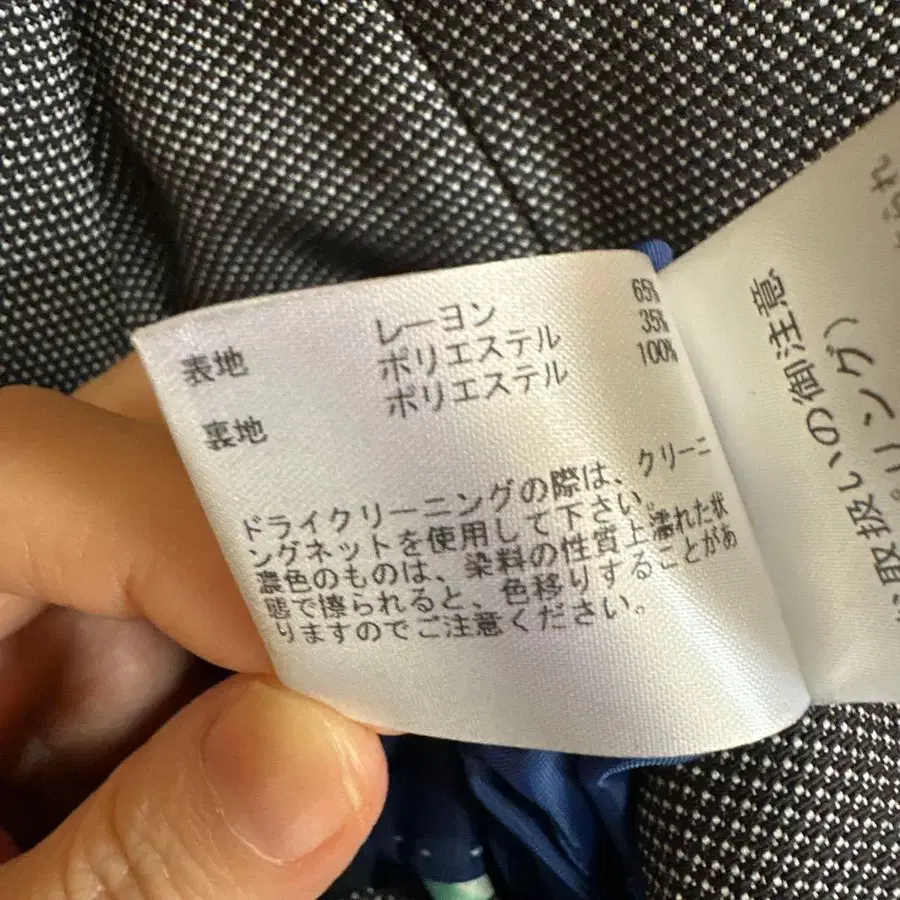 表地 レーヨン 65%
ポリエステル 35%
裏地 ポリエステル 100%
ドライクリーニングの際は、クリーニ
ングネットを使用して下さい。
濃色のものは、染料の性質上濡れた状
態で擦られると、色移りすることがあ
りますのでご注意ください。
取扱いの御注意
リング)